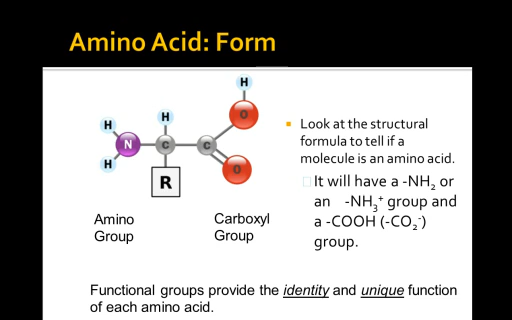 Amino Acid: Form
H
O
H
H
N
C
C
H
O
R
Amino
Group
Carboxyl
Group
Look at the structural
formula to tell if a
molecule is an amino acid.
It will have a -NH₂ or
an -NH₃⁺ group and
a -COOH (-CO₂⁻)
group.
Functional groups provide the identity and unique function
of each amino acid.